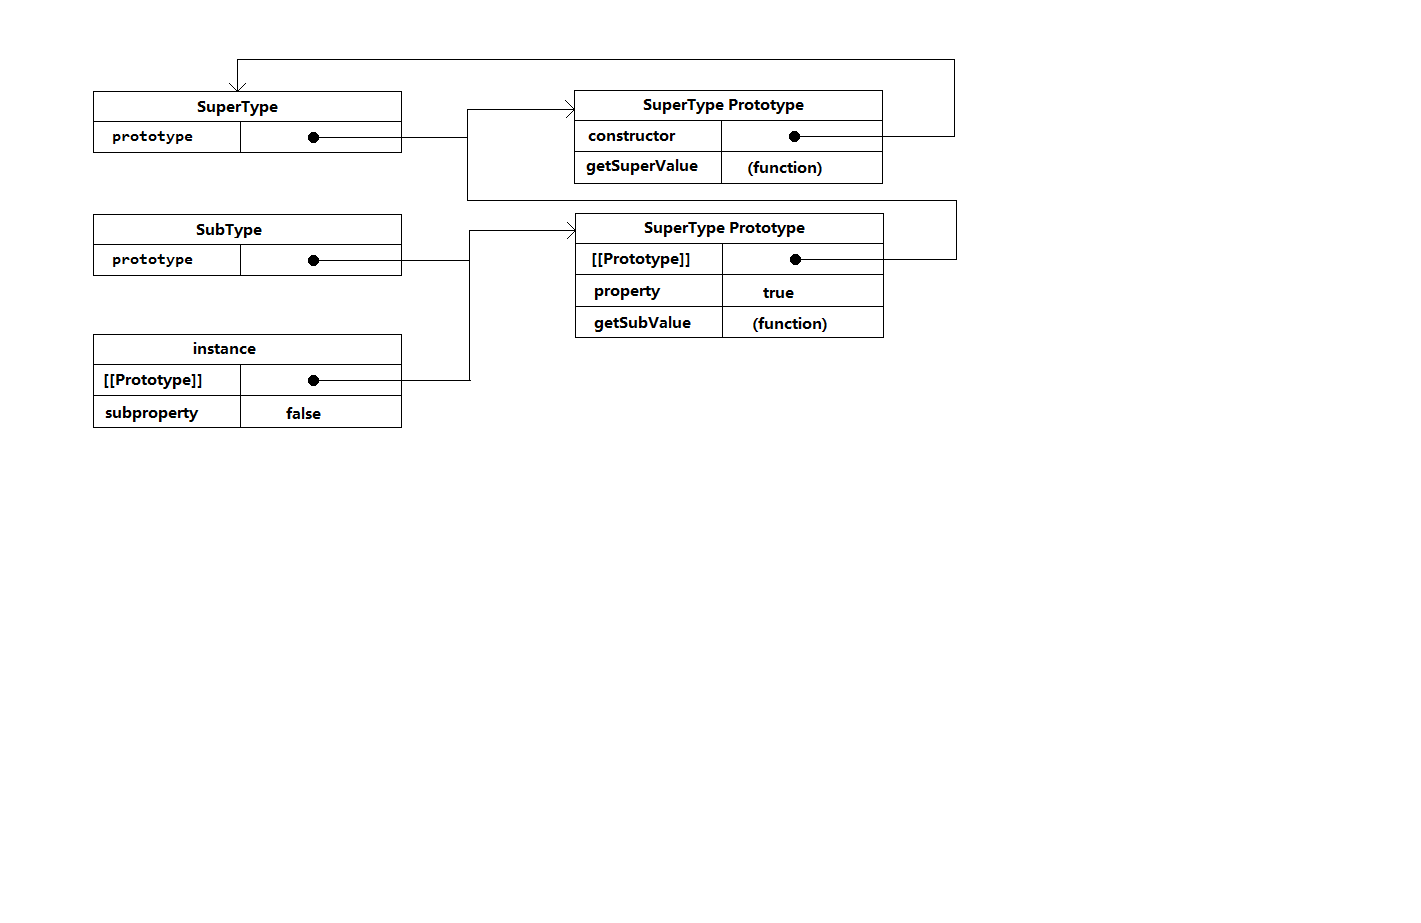 SuperType
prototype
SuperType Prototype
constructor
getSuperValue (function)
SubType
prototype
SuperType Prototype
[[Prototype]]
property true
getSubValue (function)
instance
[[Prototype]]
subproperty false